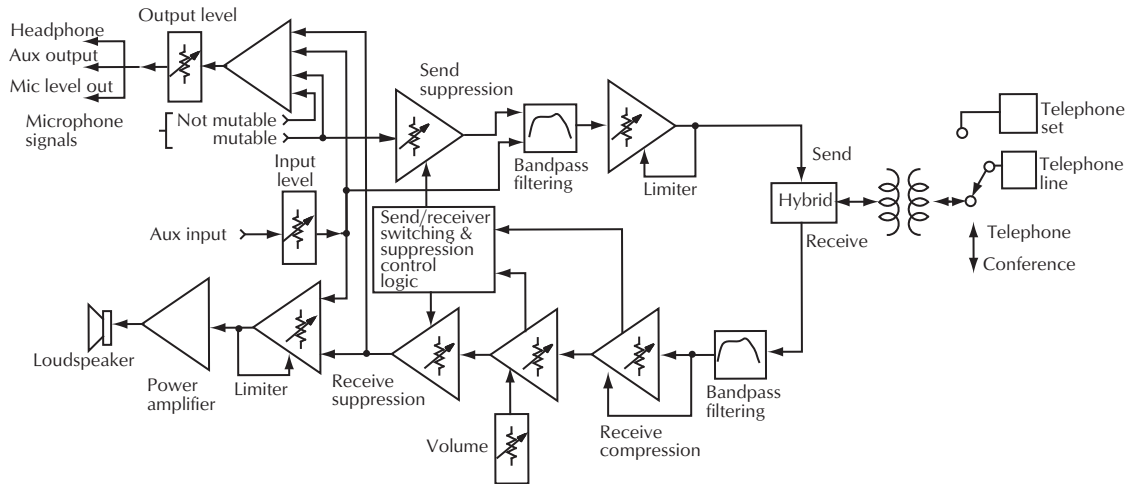 Output level
Headphone
Aux output
Mic level out
Microphone
signals
Not mutable
mutable
Send
suppression
Bandpass
filtering
Limiter
Send
Hybrid
Receive
Telephone
set
Telephone
line
Telephone
Conference
Input
level
Aux input
Send/receiver
switching &
suppression
control
logic
Loudspeaker
Power
amplifier
Limiter
Receive
suppression
Volume
Receive
compression
Bandpass
filtering